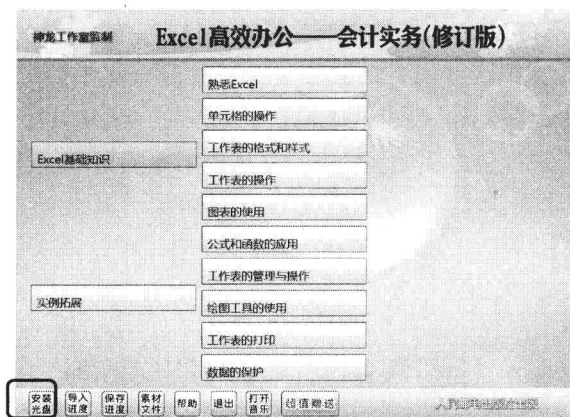 神龙工作室监制
Excel高效办公——会计实务(修订版)
熟悉Excel
单元格的操作
工作表的格式和样式
Excel基础知识
工作表的操作
图表的使用
公式和函数的应用
工作表的管理与操作
实例拓展
绘图工具的使用
工作表的打印
数据的保护
安装光盘
导入进度
保存进度
素材文件
帮助
退出
打开音乐
超值赠送